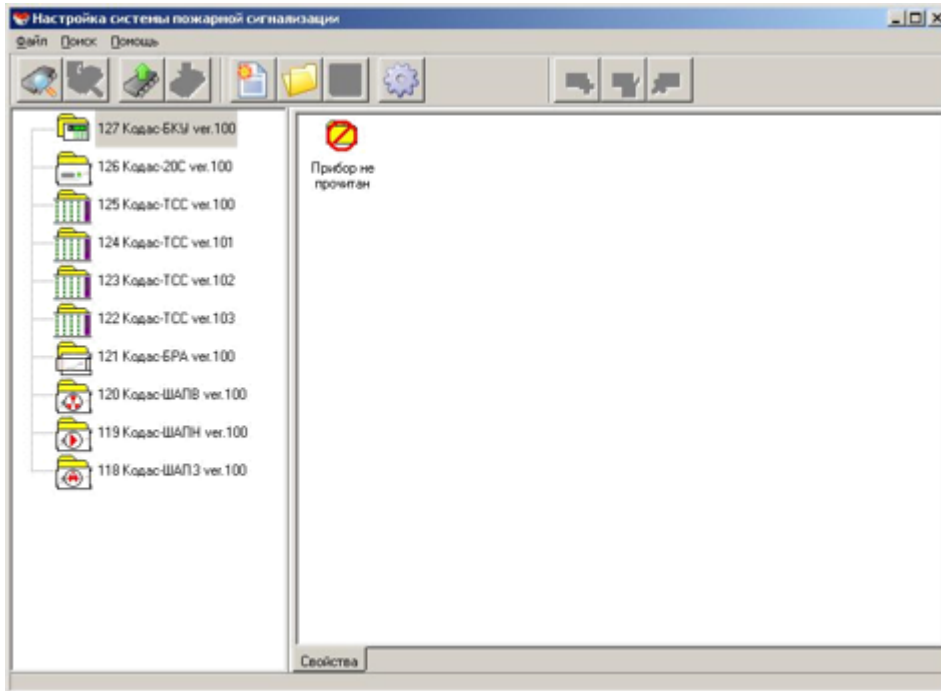 Настройка системы пожарной сигнализации
Файл Поиск Помощь
127 Кодас-БКУ ver.100
126 Кодас-20С ver.100
125 Кодас-ТСС ver.100
124 Кодас-ТСС ver.101
123 Кодас-ТСС ver.102
122 Кодас-ТСС ver.103
121 Кодас-БРА ver.100
120 Кодас-ШАПВ ver.100
119 Кодас-ШАПН ver.100
118 Кодас-ШАПЗ ver.100
Прибор не
прочитан
Свойства